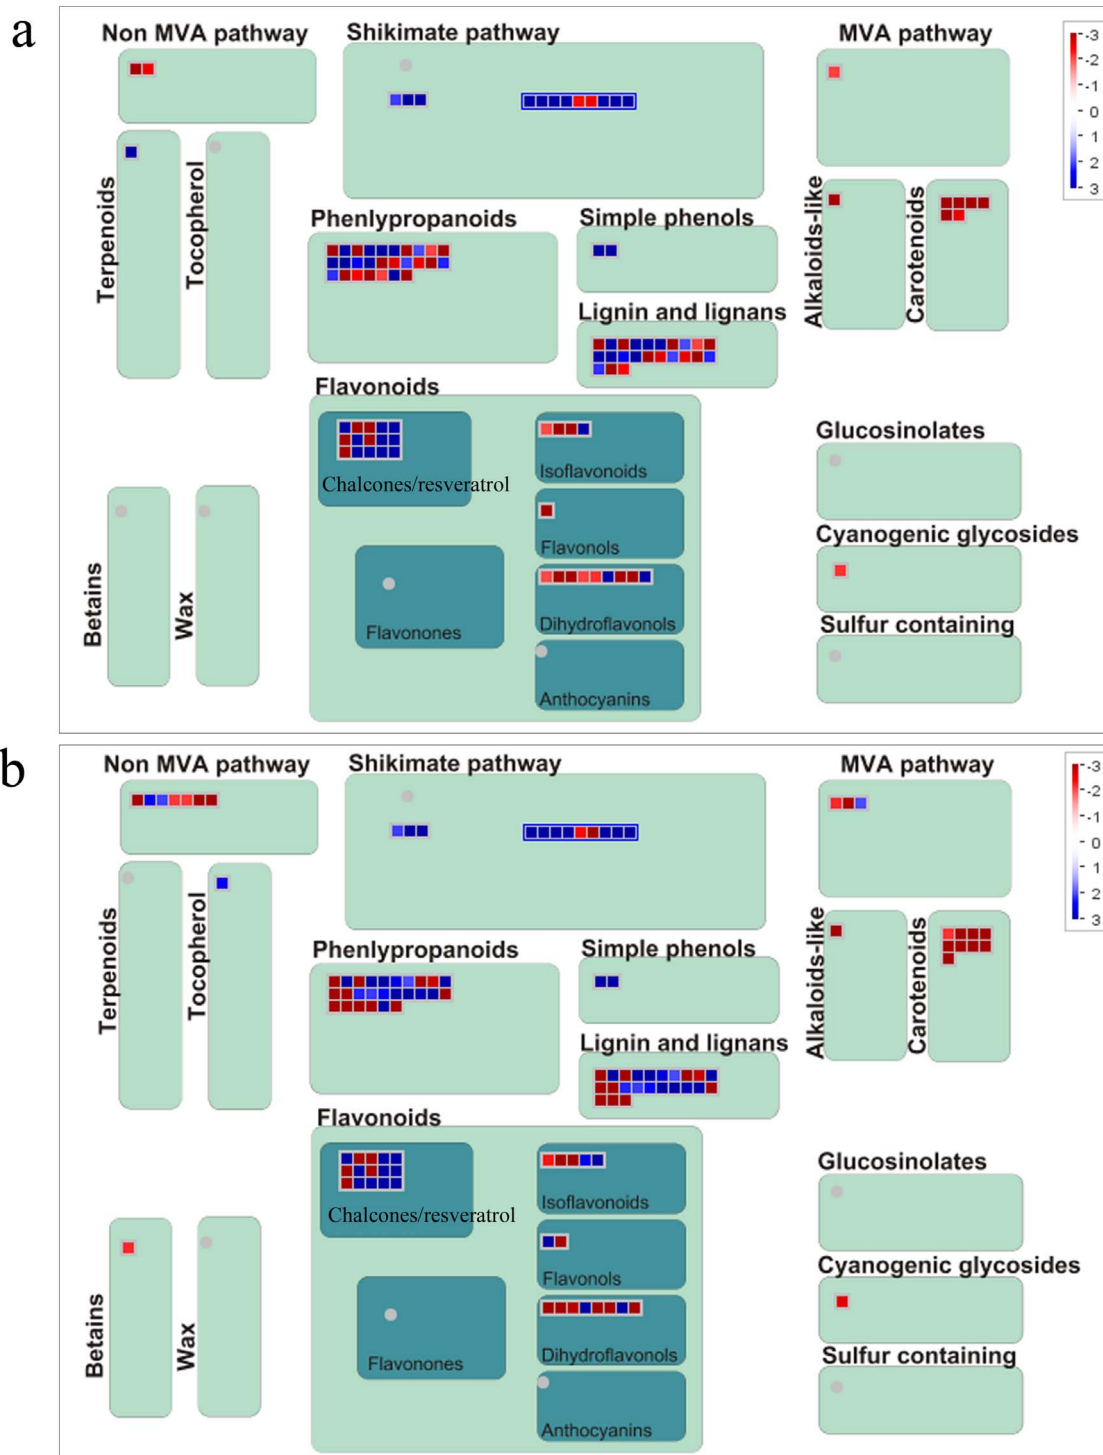 a
Non MVA pathway
Shikimate pathway
MVA pathway
-3
-2
-1
0
1
2
3
Terpenoids
Tocopherol
Phenlypropanoids
Simple phenols
Alkaloids-like
Carotenoids
Lignin and lignans
Flavonoids
Chalcones/resveratrol
Isoflavonoids
Flavonols
Flavonones
Dihydroflavonols
Anthocyanins
Betains
Wax
Glucosinolates
Cyanogenic glycosides
Sulfur containing
b
Non MVA pathway
Shikimate pathway
MVA pathway
-3
-2
-1
0
1
2
3
Terpenoids
Tocopherol
Phenlypropanoids
Simple phenols
Alkaloids-like
Carotenoids
Lignin and lignans
Flavonoids
Chalcones/resveratrol
Isoflavonoids
Flavonols
Flavonones
Dihydroflavonols
Anthocyanins
Betains
Wax
Glucosinolates
Cyanogenic glycosides
Sulfur containing